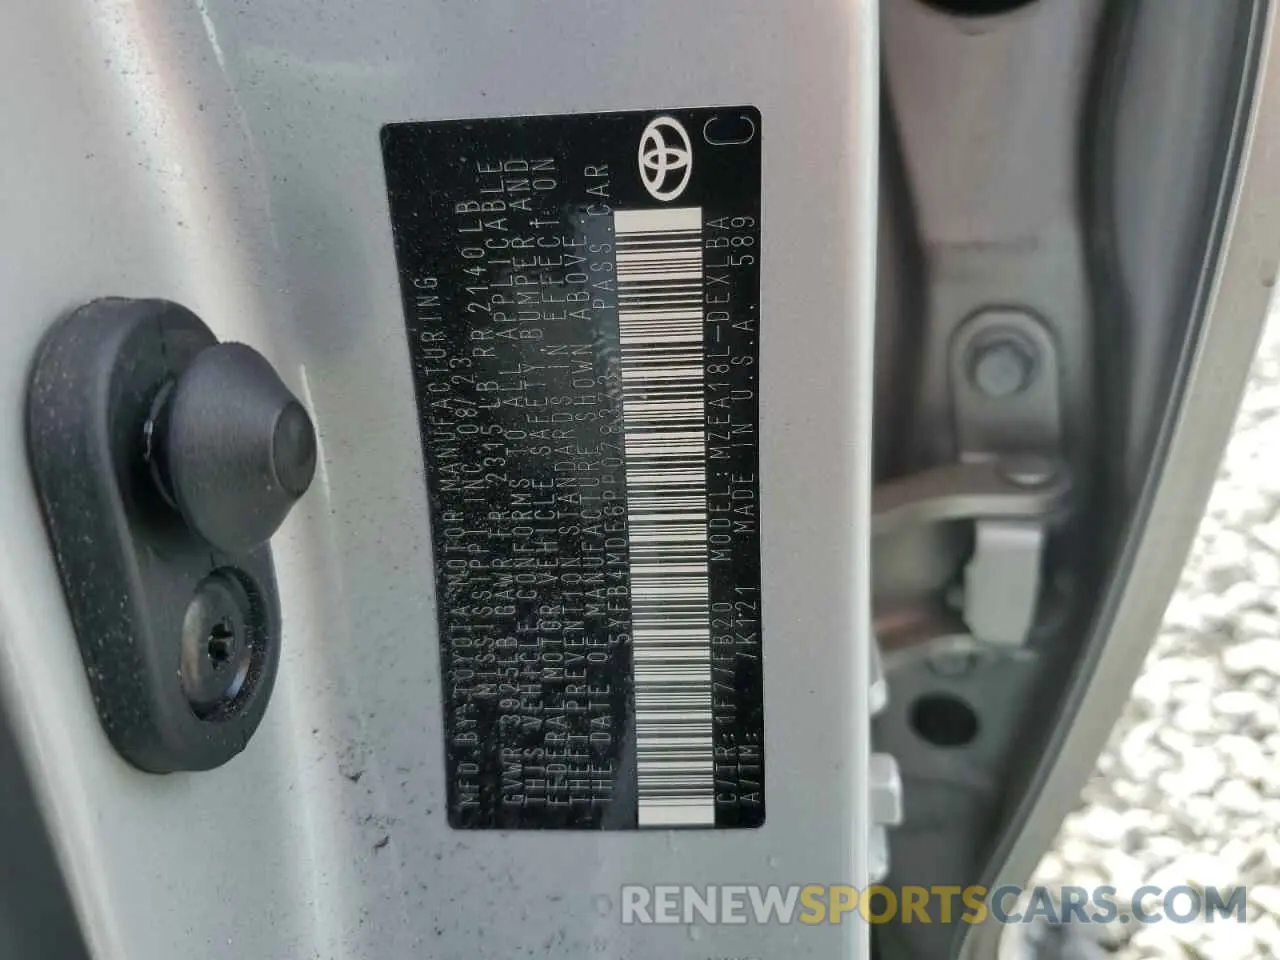 MFD. BY: TOYOTA MOTOR MANUFACTURING
MISSISSIPPI INC. 08/23
GVWR 3925LB GAWR FR 2315LB RR 2140LB
THIS VEHICLE CONFORMS TO ALL APPLICABLE
FEDERAL MOTOR VEHICLE SAFETY BUMPER AND
THEFT PREVENTION STANDARDS IN EFFECT ON
THE DATE OF MANUFACTURE SHOWN ABOVE.
PASS. CAR
C/TR: 1F7/FB20 MODEL: MZEA18L-DEXLBA
A/TM: /K121 MADE IN U.S.A. 589
C
RENEWSPORTSCARS.COM